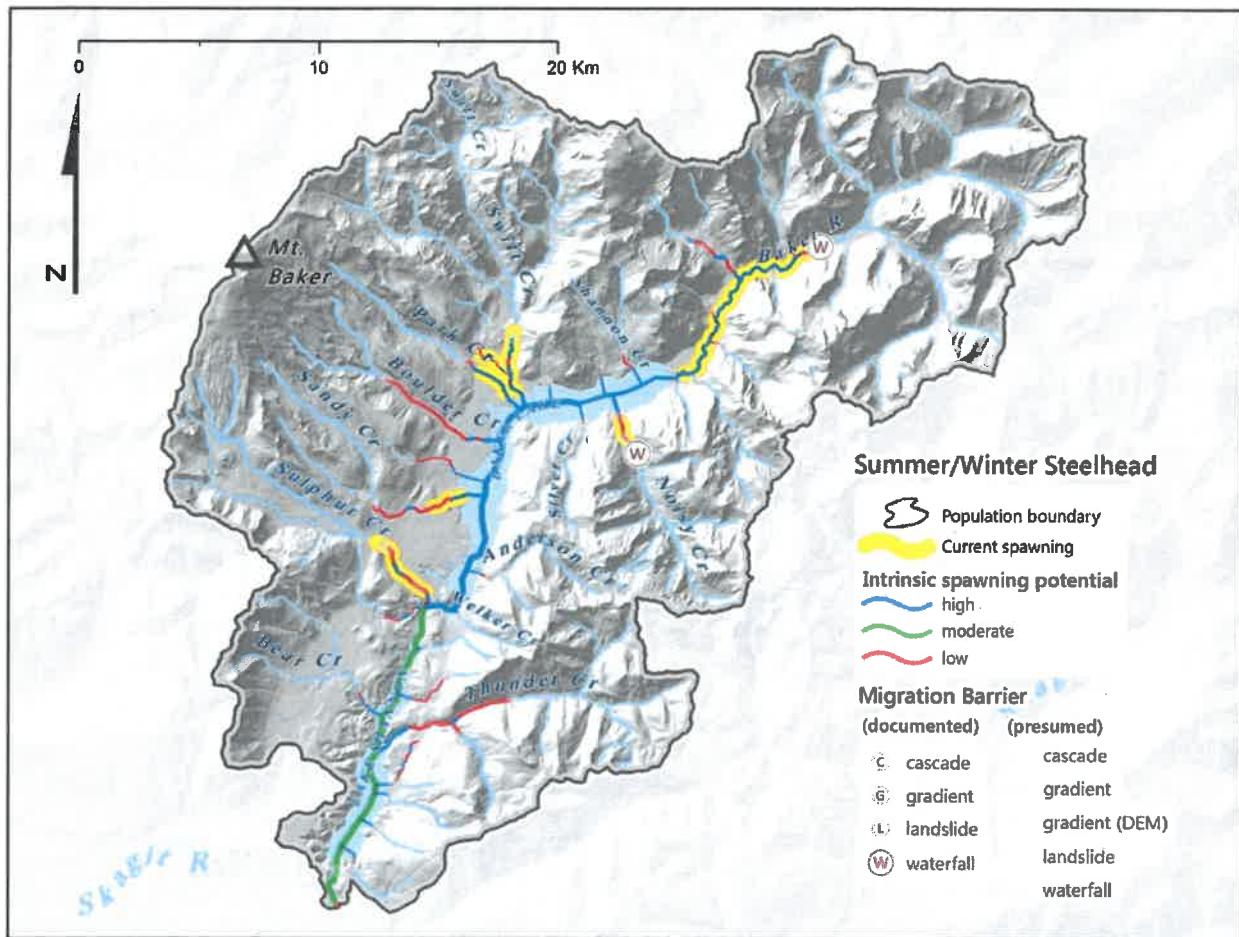 0 10 20 Km
N
Mt.
Baker
Swift Cr
Baker R
Shannon Cr
Park Cr
Boulder Cr
Sandy Cr
Sulphur Cr
Silver Cr
Noisy Cr
Anderson Cr
Welker Cr
Bear Cr
Thunder Cr
Skagit R
W
W
Summer/Winter Steelhead
Population boundary
Current spawning
Intrinsic spawning potential
high
moderate
low
Migration Barrier
(documented) (presumed)
C cascade cascade
G gradient gradient
L landslide gradient (DEM)
W waterfall landslide
waterfall